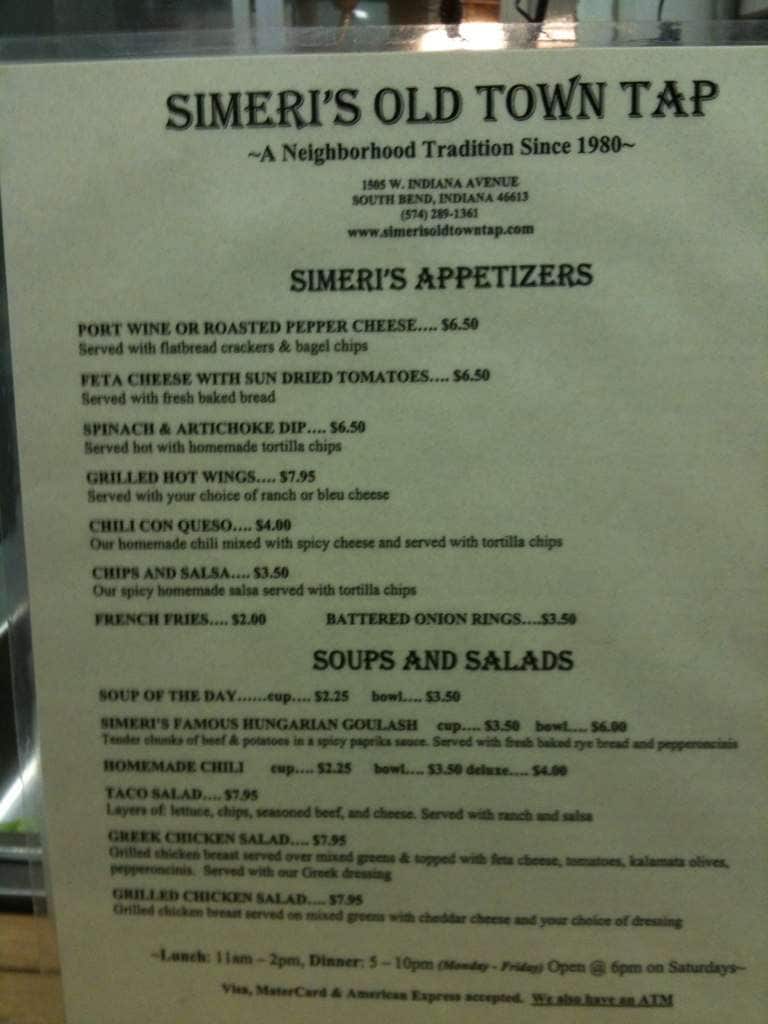 SIMERI'S OLD TOWN TAP
~A Neighborhood Tradition Since 1980~
1505 W. INDIANA AVENUE
SOUTH BEND, INDIANA 46613
(574) 289-1361
www.simerisoldtowntap.com
SIMERI'S APPETIZERS
PORT WINE OR ROASTED PEPPER CHEESE.... $6.50
Served with flatbread crackers & bagel chips
FETA CHEESE WITH SUN DRIED TOMATOES.... $6.50
Served with fresh baked bread
SPINACH & ARTICHOKE DIP.... $6.50
Served hot with homemade tortilla chips
GRILLED HOT WINGS.... $7.95
Served with your choice of ranch or bleu cheese
CHILI CON QUESO.... $4.00
Our homemade chili mixed with spicy cheese and served with tortilla chips
CHIPS AND SALSA.... $3.50
Our spicy homemade salsa served with tortilla chips
FRENCH FRIES.... $2.00 BATTERED ONION RINGS....$3.50
SOUPS AND SALADS
SOUP OF THE DAY......cup.... $2.25 bowl.... $3.50
SIMERI'S FAMOUS HUNGARIAN GOULASH cup.... $3.50 bowl.... $6.00
Tender chunks of beef & potatoes in a spicy paprika sauce. Served with fresh baked rye bread and pepperoncinis
HOMEMADE CHILI cup.... $2.25 bowl.... $3.50 deluxe.... $4.00
TACO SALAD.... $7.95
Layers of: lettuce, chips, seasoned beef, and cheese. Served with ranch and salsa
GREEK CHICKEN SALAD.... $7.95
Grilled chicken breast served over mixed greens & topped with feta cheese, tomatoes, kalamata olives,
pepperoncinis. Served with our Greek dressing
GRILLED CHICKEN SALAD.... $7.95
Grilled chicken breast served on mixed greens with cheddar cheese and your choice of dressing
~Lunch: 11am – 2pm, Dinner: 5 – 10pm (Monday - Friday) Open @ 6pm on Saturdays~
Visa, MaterCard & American Express accepted. We also have an ATM